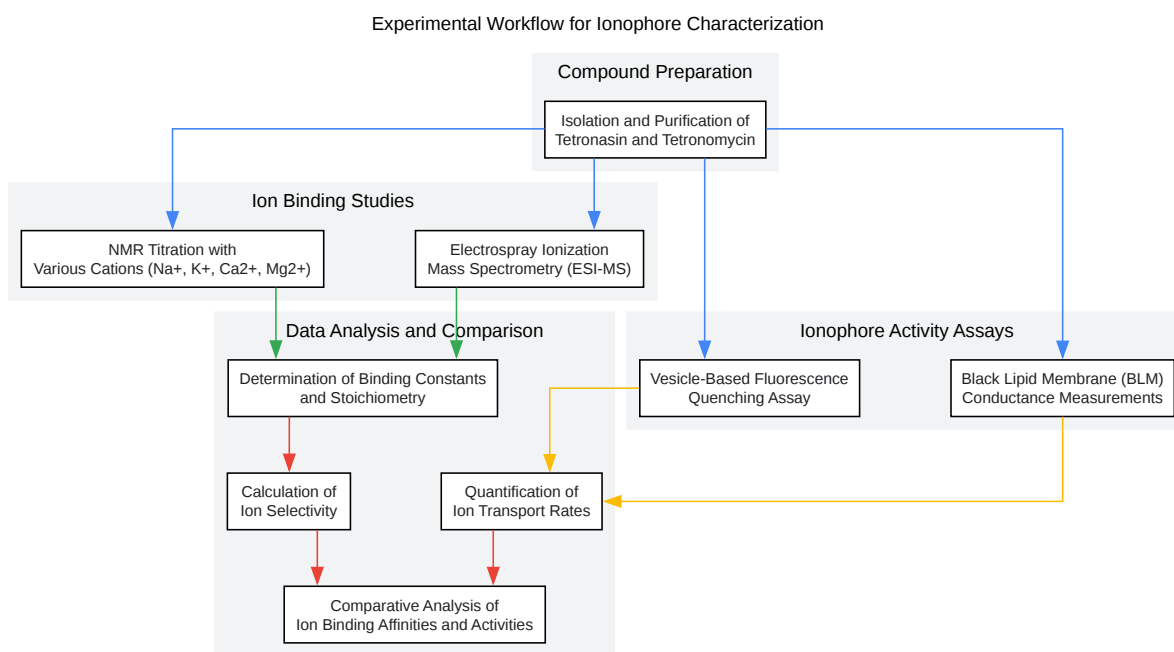 Experimental Workflow for Ionophore Characterization
Compound Preparation
Isolation and Purification of
Tetronasin and Tetronomycin
Ion Binding Studies
NMR Titration with
Various Cations (Na+, K+, Ca2+, Mg2+)
Electrospray Ionization
Mass Spectrometry (ESI-MS)
Data Analysis and Comparison
Determination of Binding Constants
and Stoichiometry
Calculation of
Ion Selectivity
Quantification of
Ion Transport Rates
Comparative Analysis of
Ion Binding Affinities and Activities
Ionophore Activity Assays
Vesicle-Based Fluorescence
Quenching Assay
Black Lipid Membrane (BLM)
Conductance Measurements